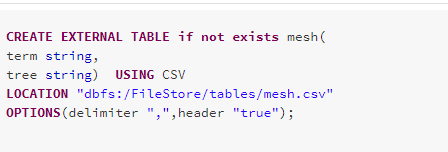 CREATE EXTERNAL TABLE if not exists mesh(
term string,
tree string)  USING CSV
LOCATION "dbfs:/FileStore/tables/mesh.csv"
OPTIONS(delimiter ",",header "true");